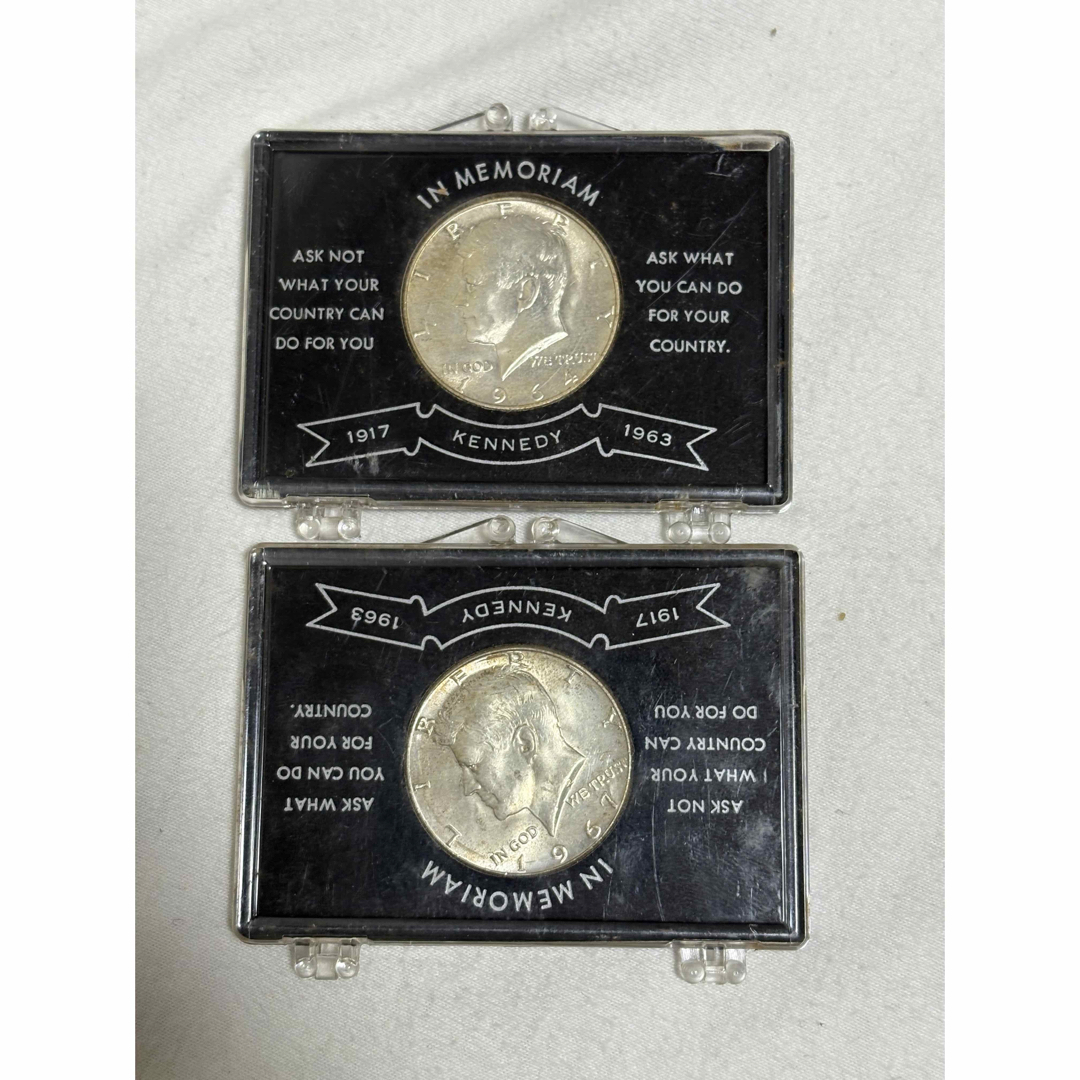 IN MEMORIAM
ASK NOT
WHAT YOUR
COUNTRY CAN
DO FOR YOU
ASK WHAT
YOU CAN DO
FOR YOUR
COUNTRY.
LIBERTY
IN GOD WE TRUST
1964
1917 KENNEDY 1963
1917 KENNEDY 1963
ASK NOT
WHAT YOUR
COUNTRY CAN
DO FOR YOU
ASK WHAT
YOU CAN DO
FOR YOUR
COUNTRY.
LIBERTY
IN GOD WE TRUST
1967
IN MEMORIAM